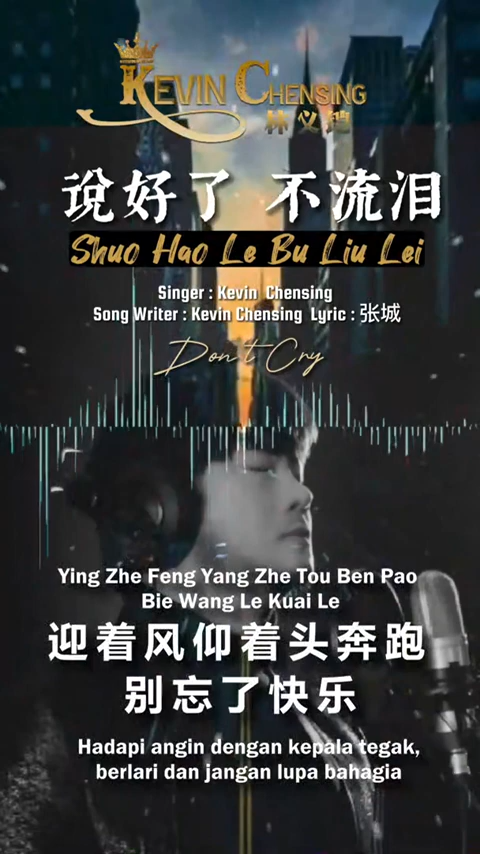 KEVIN CHENSING
林义铠
说好了 不流泪
Shuo Hao Le Bu Liu Lei
Singer : Kevin Chensing
Song Writer : Kevin Chensing Lyric : 张城
Don't Cry
Ying Zhe Feng Yang Zhe Tou Ben Pao
Bie Wang Le Kuai Le
迎着风仰着头奔跑
别忘了快乐
Hadapi angin dengan kepala tegak,
berlari dan jangan lupa bahagia